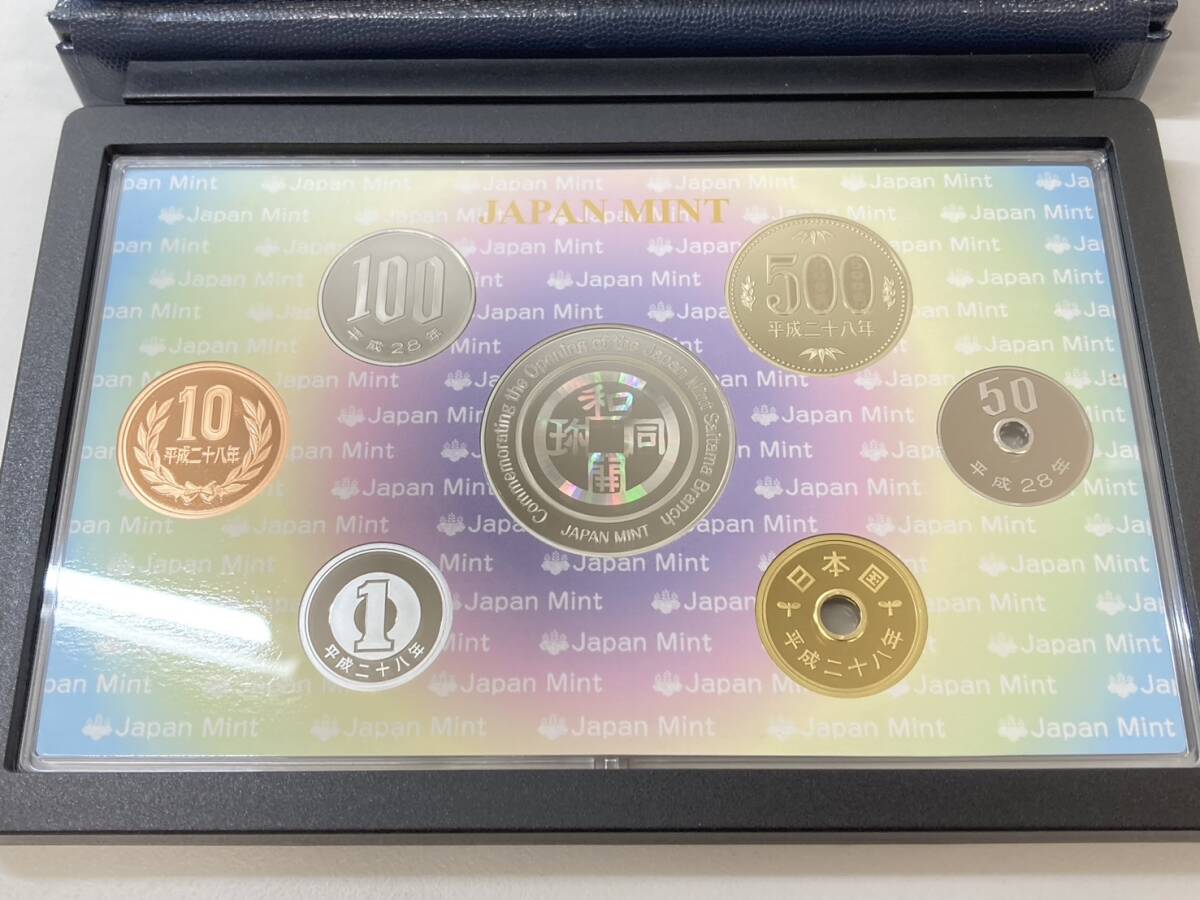 JAPAN MINT
100
平成28年
500
平成二十八年
10
平成二十八年
Commemorating the Opening of the Japan Mint Saitama Branch
和
同
開
珎
JAPAN MINT
50
平成28年
1
平成二十八年
日本国
平成二十八年
Japan Mint